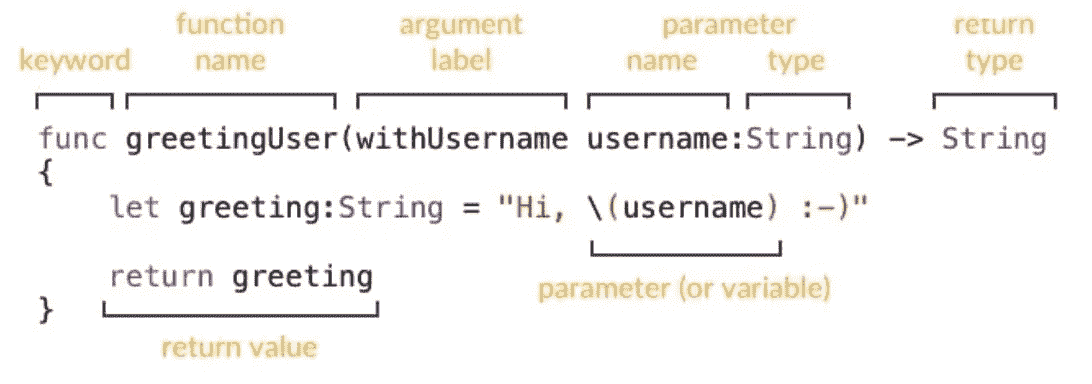 function argument parameter return
keyword name label name type type
func greetingUser(withUsername username:String) -> String
{
let greeting:String = "Hi, \(username) :-)"
return greeting
parameter (or variable)
}
return value